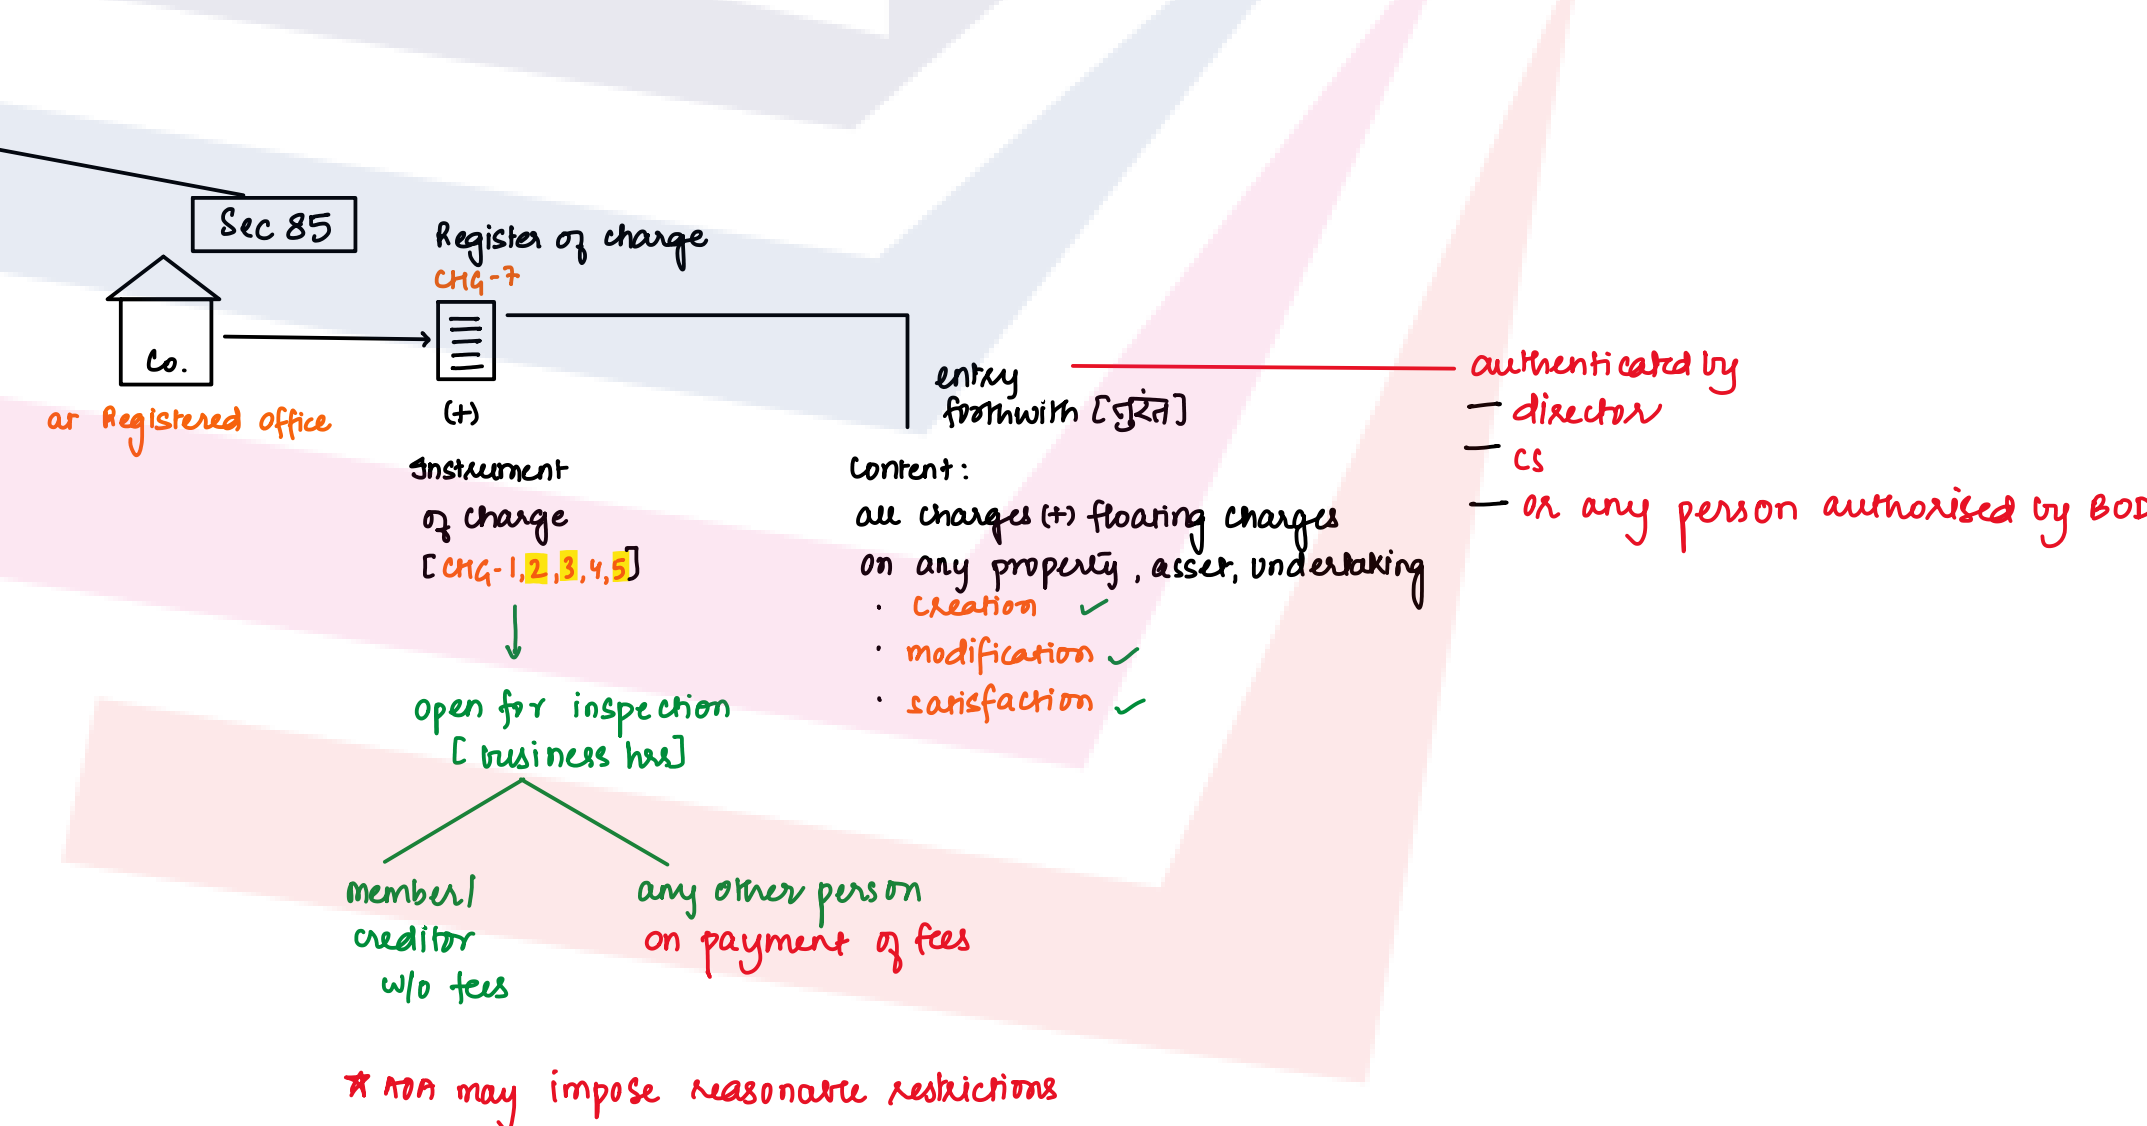 Sec 85
Register of charge
CHG-7
Co.
at Registered office
(+)
Instrument
of charge
[CHG-1,2,3,4,5]
open for inspection
[business hrs]
member/
creditor
w/o fees
any other person
on payment of fees
* AOA may impose reasonable restrictions
entry
forthwith [तुरंत]
Content:
all charges (+) floating charges
on any property, asset, undertaking
· creation ✓
· modification ✓
· satisfaction ✓
authenticated by
— director
— CS
— or any person authorised by BOD